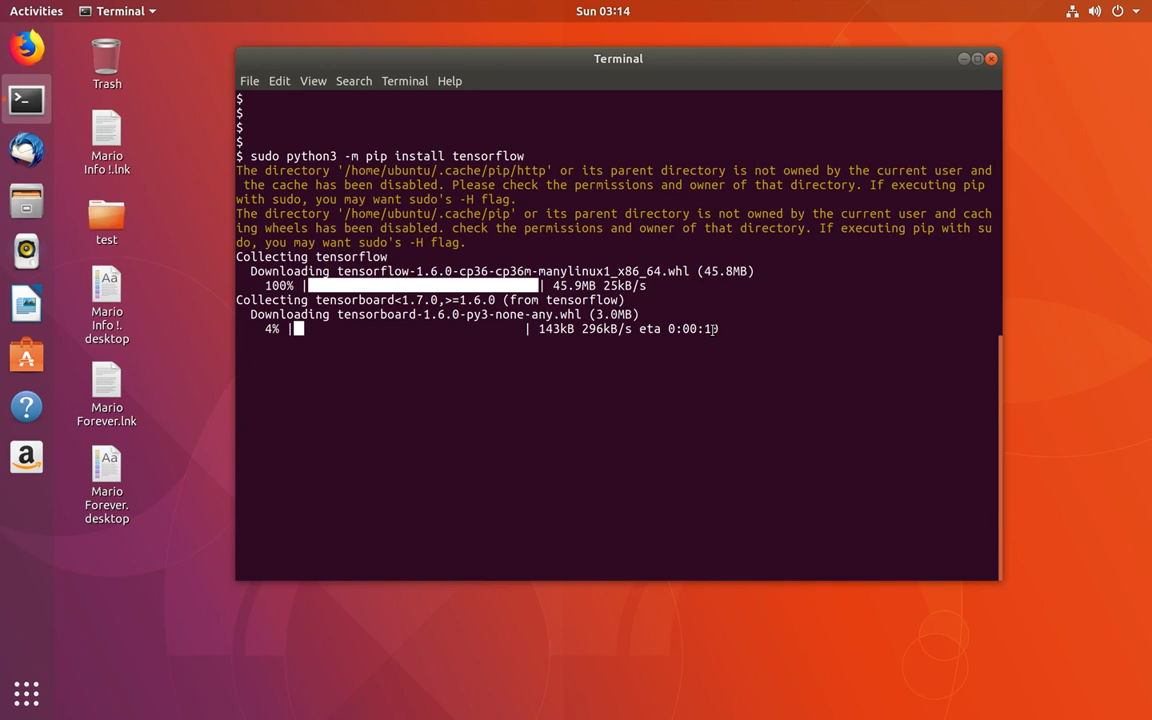 Activities
Terminal
Sun 03:14
Trash
Mario
Info !.lnk
test
Mario
Info !.
desktop
Mario
Forever.lnk
Mario
Forever.
desktop
Terminal
File Edit View Search Terminal Help
$
$
$
$
$ sudo python3 -m pip install tensorflow
The directory '/home/ubuntu/.cache/pip/http' or its parent directory is not owned by the current user and
the cache has been disabled. Please check the permissions and owner of that directory. If executing pip
with sudo, you may want sudo's -H flag.
The directory '/home/ubuntu/.cache/pip' or its parent directory is not owned by the current user and cach
ing wheels has been disabled. check the permissions and owner of that directory. If executing pip with su
do, you may want sudo's -H flag.
Collecting tensorflow
Downloading tensorflow-1.6.0-cp36-cp36m-manylinux1_x86_64.whl (45.8MB)
100% | | 45.9MB 25kB/s
Collecting tensorboard<1.7.0,>=1.6.0 (from tensorflow)
Downloading tensorboard-1.6.0-py3-none-any.whl (3.0MB)
4% | | 143kB 296kB/s eta